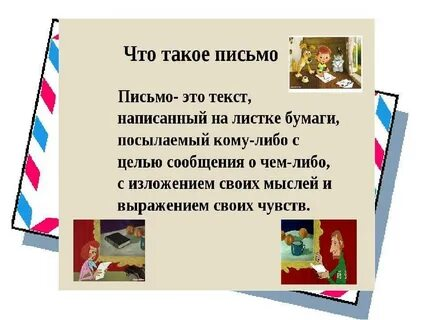 Что такое письмо
Письмо- это текст,
написанный на листке бумаги,
посылаемый кому-либо с
целью сообщения о чем-либо,
с изложением своих мыслей и
выражением своих чувств.